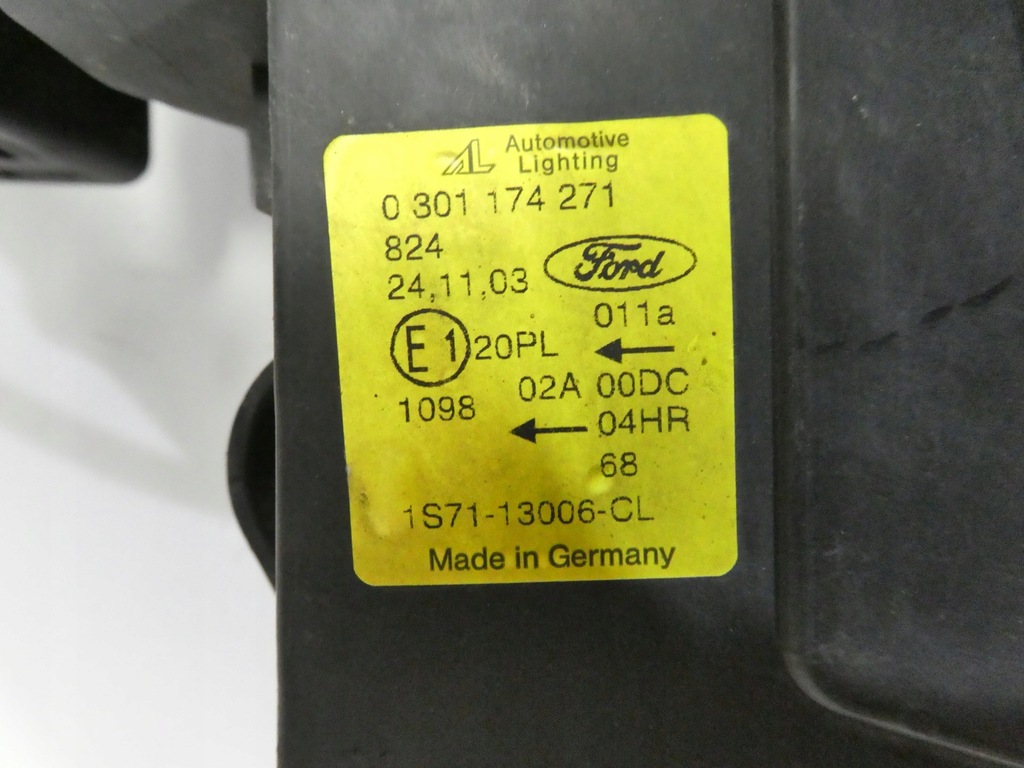 AL Automotive
Lighting
0 301 174 271
824
Ford
24,11,03
011a
E1 20PL ←
02A 00DC
1098
← 04HR
68
1S71-13006-CL
Made in Germany